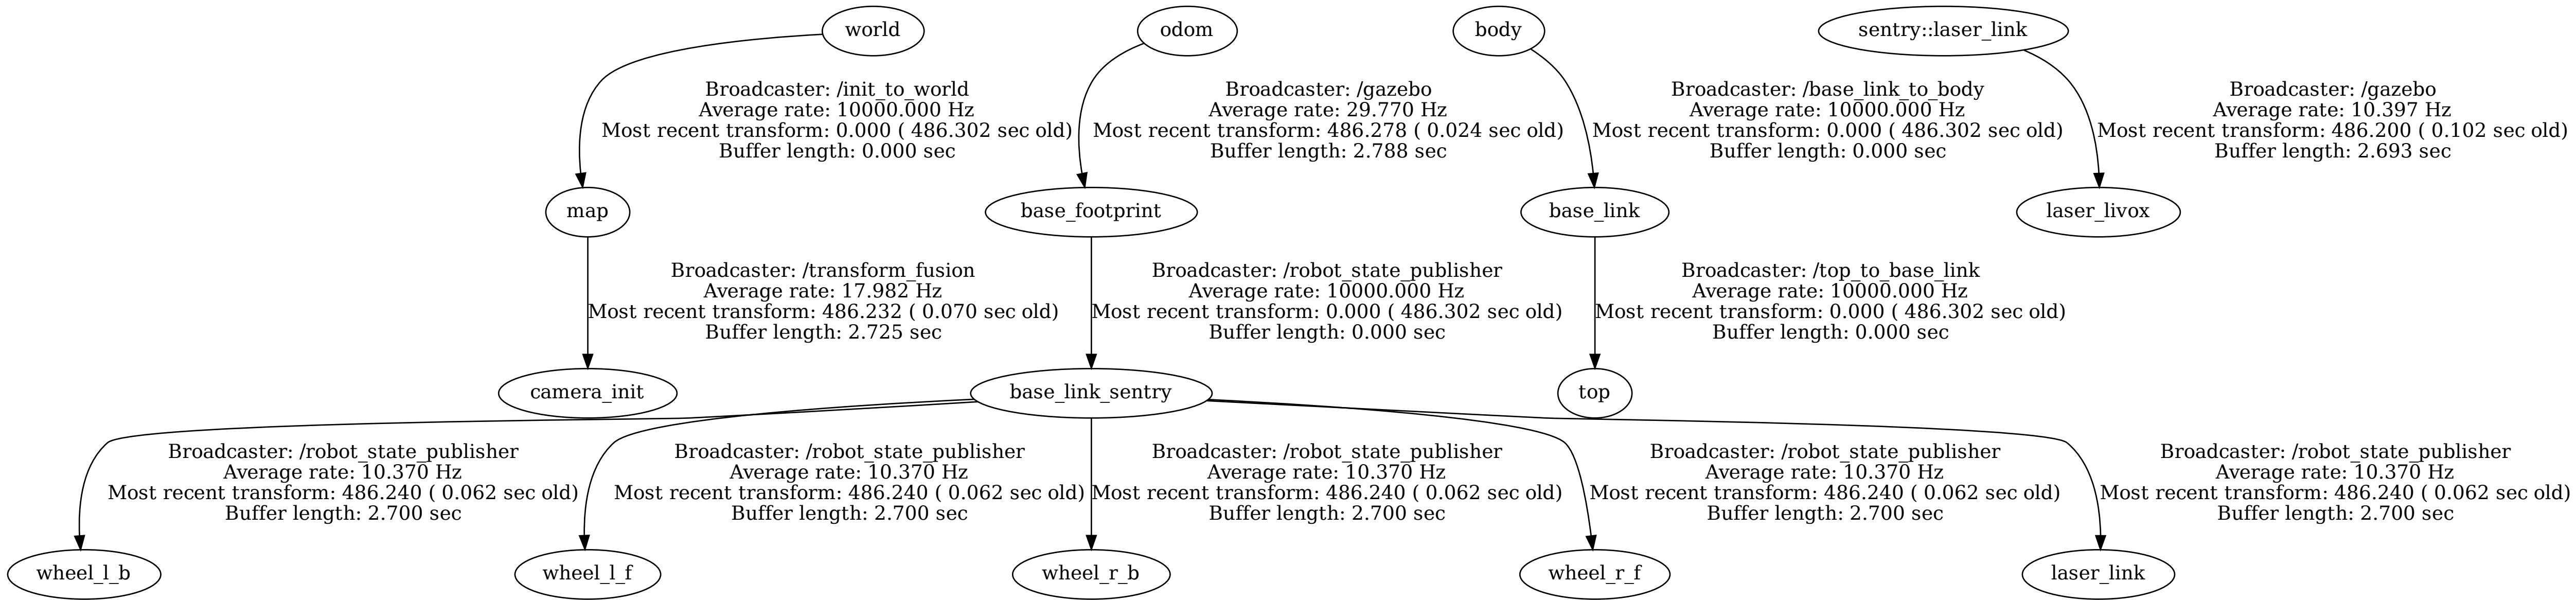 world
odom
body
sentry::laser_link
Broadcaster: /init_to_world
Average rate: 10000.000 Hz
Most recent transform: 0.000 ( 486.302 sec old)
Buffer length: 0.000 sec
Broadcaster: /gazebo
Average rate: 29.770 Hz
Most recent transform: 486.278 ( 0.024 sec old)
Buffer length: 2.788 sec
Broadcaster: /base_link_to_body
Average rate: 10000.000 Hz
Most recent transform: 0.000 ( 486.302 sec old)
Buffer length: 0.000 sec
Broadcaster: /gazebo
Average rate: 10.397 Hz
Most recent transform: 486.200 ( 0.102 sec old)
Buffer length: 2.693 sec
map
base_footprint
base_link
laser_livox
Broadcaster: /transform_fusion
Average rate: 17.982 Hz
Most recent transform: 486.232 ( 0.070 sec old)
Buffer length: 2.725 sec
Broadcaster: /robot_state_publisher
Average rate: 10000.000 Hz
Most recent transform: 0.000 ( 486.302 sec old)
Buffer length: 0.000 sec
Broadcaster: /top_to_base_link
Average rate: 10000.000 Hz
Most recent transform: 0.000 ( 486.302 sec old)
Buffer length: 0.000 sec
camera_init
base_link_sentry
top
Broadcaster: /robot_state_publisher
Average rate: 10.370 Hz
Most recent transform: 486.240 ( 0.062 sec old)
Buffer length: 2.700 sec
Broadcaster: /robot_state_publisher
Average rate: 10.370 Hz
Most recent transform: 486.240 ( 0.062 sec old)
Buffer length: 2.700 sec
Broadcaster: /robot_state_publisher
Average rate: 10.370 Hz
Most recent transform: 486.240 ( 0.062 sec old)
Buffer length: 2.700 sec
Broadcaster: /robot_state_publisher
Average rate: 10.370 Hz
Most recent transform: 486.240 ( 0.062 sec old)
Buffer length: 2.700 sec
Broadcaster: /robot_state_publisher
Average rate: 10.370 Hz
Most recent transform: 486.240 ( 0.062 sec old)
Buffer length: 2.700 sec
wheel_l_b
wheel_l_f
wheel_r_b
wheel_r_f
laser_link